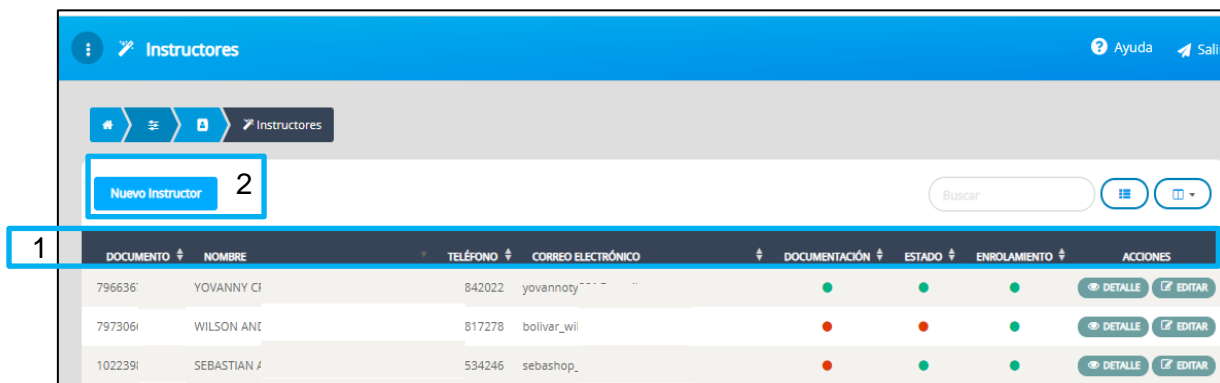 Instructores Ayuda
Instructores
Nuevo Instructor 2 Buscar
1 DOCUMENTO NOMBRE TELÉFONO CORREO ELECTRÓNICO DOCUMENTACIÓN ESTADO ENROLAMIENTO ACCIONES
YOVANNY 842022 DETALLE EDITAR
WILSON 817278 DETALLE EDITAR
SEBASTIAN 534246 sebashop_ DETALLE EDITAR